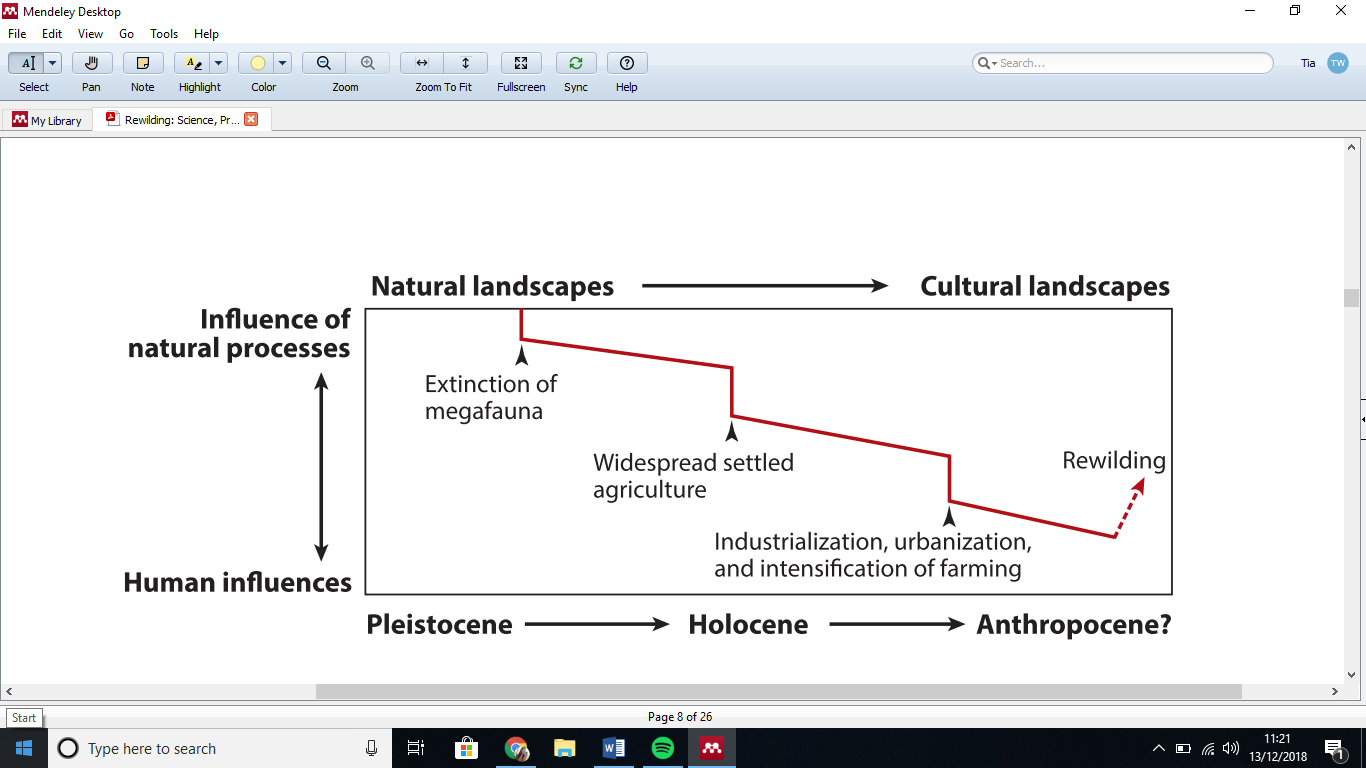 Mendeley Desktop
File Edit View Go Tools Help
Search...
Tia TW
Select Pan Note Highlight Color Zoom Zoom To Fit Fullscreen Sync Help
My Library Rewilding: Science, Pr...
Natural landscapes Cultural landscapes
Influence of
natural processes
Extinction of
megafauna
Widespread settled
agriculture
Rewilding
Industrialization, urbanization,
and intensification of farming
Human influences
Pleistocene Holocene Anthropocene?
Start
Page 8 of 26
Type here to search
11:21
13/12/2018
1